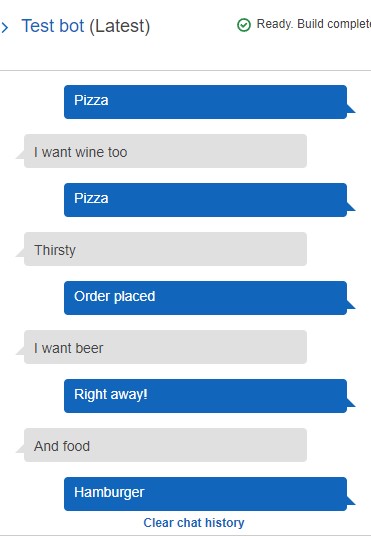 Test bot (Latest)
Ready. Build complete
Pizza
I want wine too
Pizza
Thirsty
Order placed
I want beer
Right away!
And food
Hamburger
Clear chat history